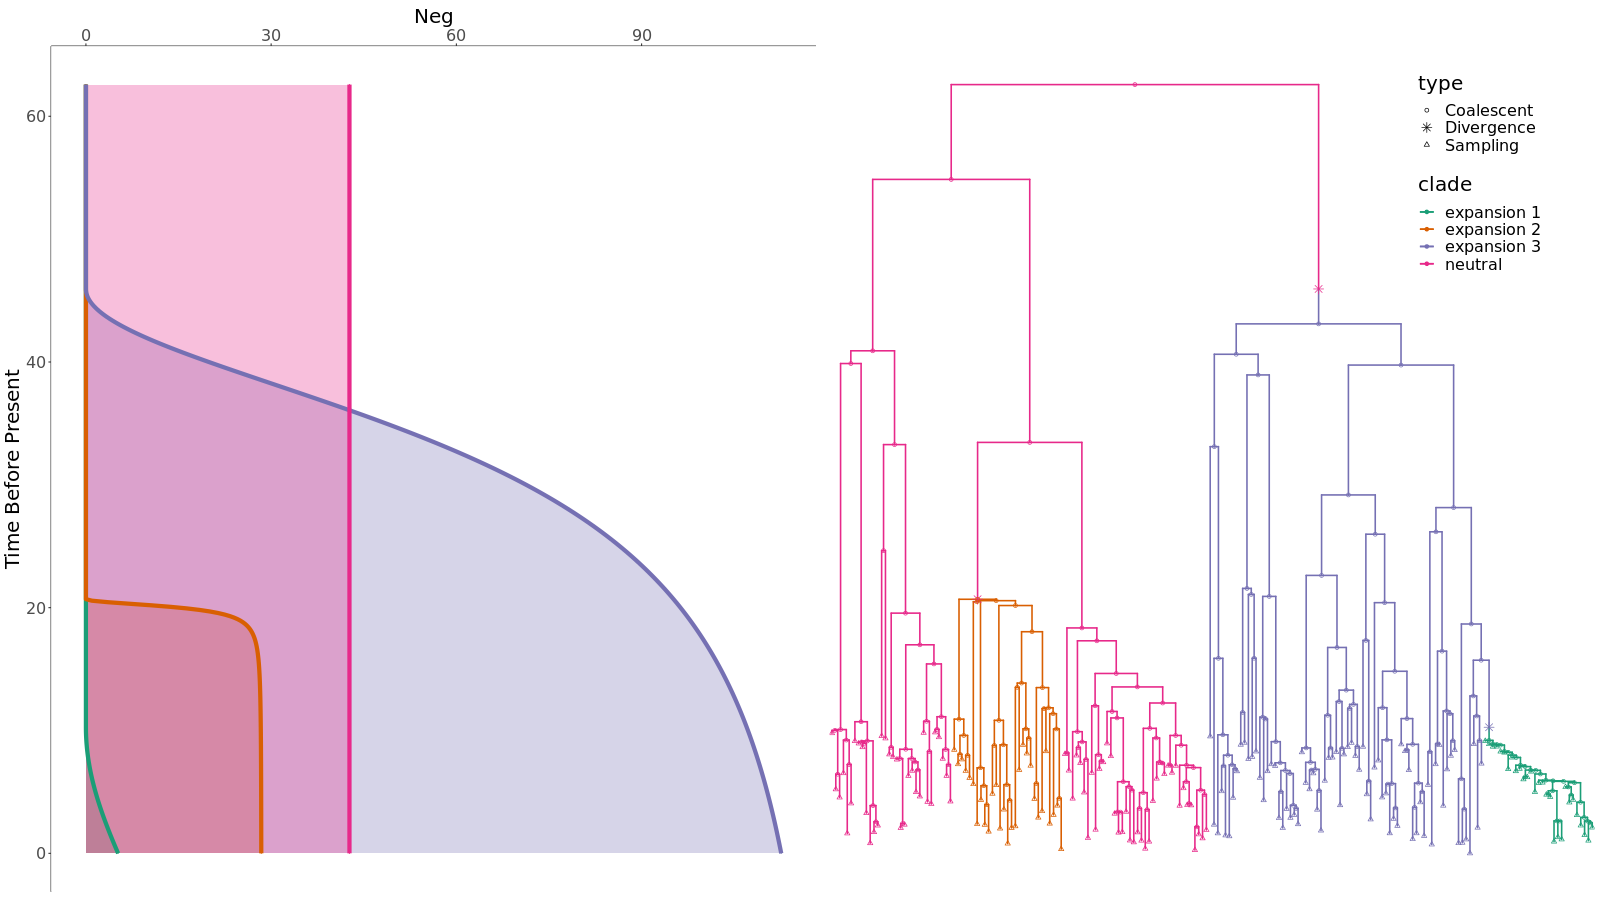 Neg
0 30 60 90
60
40
20
0
Time Before Present
type
Coalescent
Divergence
Sampling
clade
expansion 1
expansion 2
expansion 3
neutral